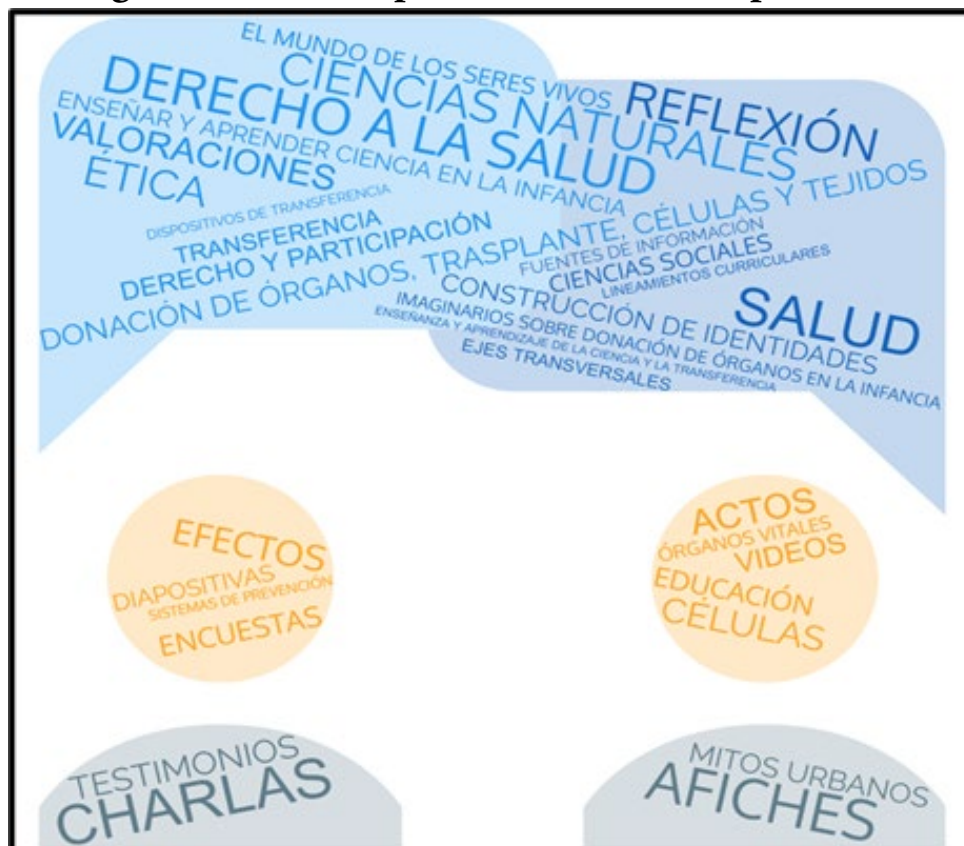 EL MUNDO DE LOS SERES VIVOS
CIENCIAS NATURALES
DERECHO A LA SALUD
REFLEXIÓN
ENSEÑAR Y APRENDER CIENCIA EN LA INFANCIA
VALORACIONES
ÉTICA
DISPOSITIVOS DE TRANSFERENCIA
TRANSFERENCIA
DERECHO Y PARTICIPACIÓN
DONACIÓN DE ÓRGANOS, TRASPLANTE, CÉLULAS Y TEJIDOS
FUENTES DE INFORMACIÓN
CIENCIAS SOCIALES
LINEAMIENTOS CURRICULARES
CONSTRUCCIÓN DE IDENTIDADES
SALUD
IMAGINARIOS SOBRE DONACIÓN DE ÓRGANOS EN LA INFANCIA
ENSEÑANZA Y APRENDIZAJE DE LA CIENCIA Y LA TRANSFERENCIA
EJES TRANSVERSALES
EFECTOS
DIAPOSITIVAS
SISTEMAS DE PREVENCIÓN
ENCUESTAS
ACTOS
ÓRGANOS VITALES
VIDEOS
EDUCACIÓN
CÉLULAS
TESTIMONIOS
CHARLAS
MITOS URBANOS
AFICHES